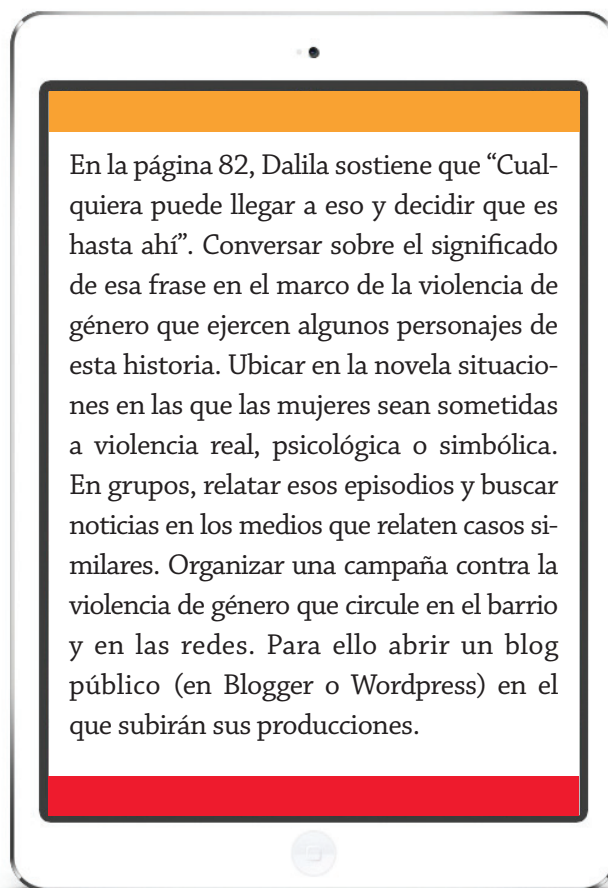 En la página 82, Dalila sostiene que “Cual-
quiera puede llegar a eso y decidir que es
hasta ahí”. Conversar sobre el significado
de esa frase en el marco de la violencia de
género que ejercen algunos personajes de
esta historia. Ubicar en la novela situacio-
nes en las que las mujeres sean sometidas
a violencia real, psicológica o simbólica.
En grupos, relatar esos episodios y buscar
noticias en los medios que relaten casos si-
milares. Organizar una campaña contra la
violencia de género que circule en el barrio
y en las redes. Para ello abrir un blog
público (en Blogger o Wordpress) en el
que subirán sus producciones.